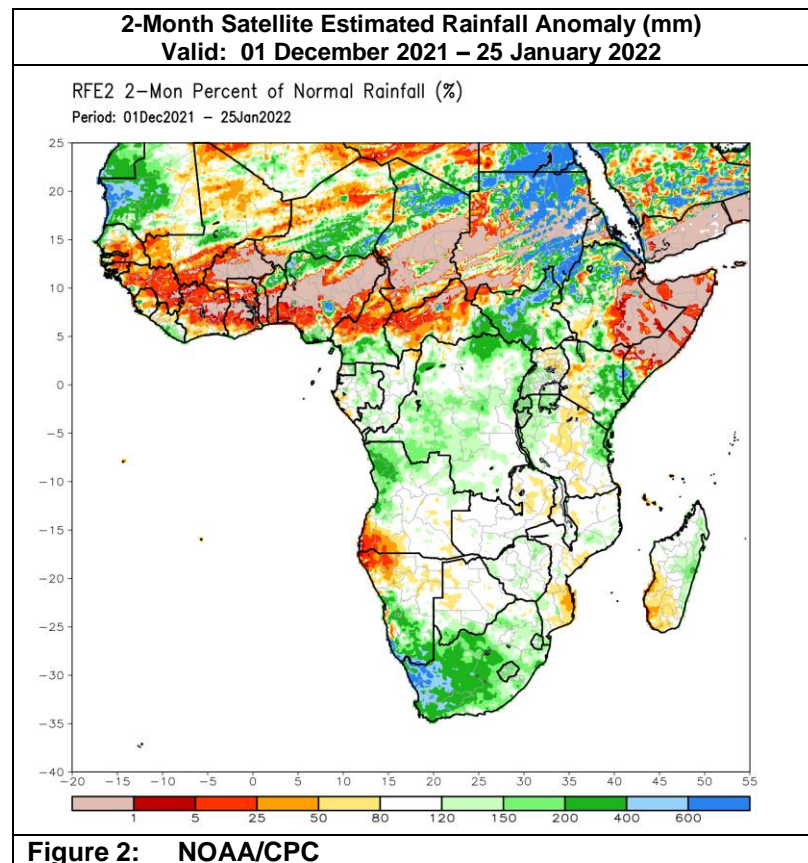 2-Month Satellite Estimated Rainfall Anomaly (mm)
Valid: 01 December 2021 – 25 January 2022
RFE2 2-Mon Percent of Normal Rainfall (%)
Period: 01Dec2021 - 25Jan2022
25
20
15
10
5
0
-5
-10
-15
-20
-25
-30
-35
-40
-20 -15 -10 -5 0 5 10 15 20 25 30 35 40 45 50 55
1 5 25 50 80 120 150 200 400 600
Figure 2: NOAA/CPC